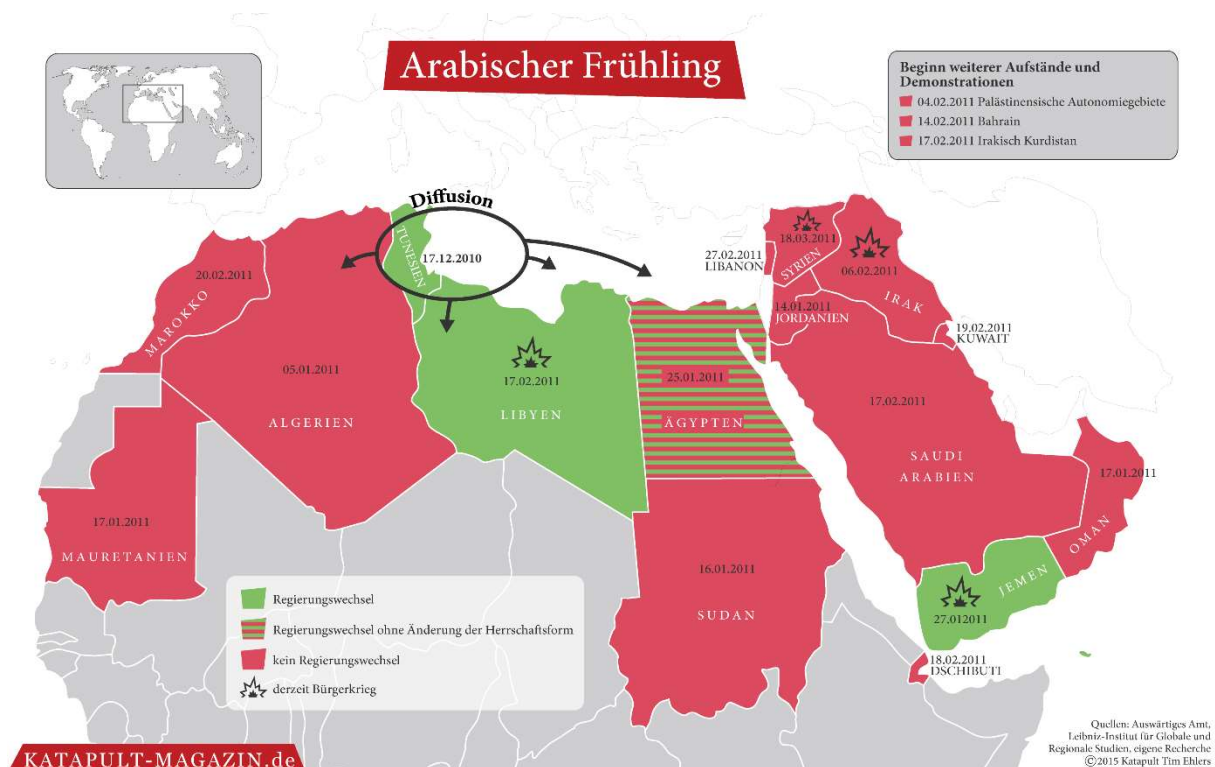 Arabischer Frühling
Beginn weiterer Aufstände und
Demonstrationen
04.02.2011 Palästinensische Autonomiegebiete
14.02.2011 Bahrain
17.02.2011 Irakisch Kurdistan
Diffusion
TUNESIEN
17.12.2010
20.02.2011
MAROKKO
05.01.2011
ALGERIEN
17.01.2011
MAURETANIEN
17.02.2011
LIBYEN
25.01.2011
ÄGYPTEN
16.01.2011
SUDAN
27.02.2011
LIBANON
18.03.2011
SYRIEN
06.02.2011
IRAK
14.01.2011
JORDANIEN
19.02.2011
KUWAIT
17.02.2011
SAUDI
ARABIEN
17.01.2011
OMAN
27.012011
JEMEN
18.02.2011
DSCHIBUTI
Regierungswechsel
Regierungswechsel ohne Änderung der Herrschaftsform
kein Regierungswechsel
derzeit Bürgerkrieg
KATAPULT-MAGAZIN.de
Quellen: Auswärtiges Amt,
Leibniz-Institut für Globale und
Regionale Studien, eigene Recherche
©2015 Katapult Tim Ehlers